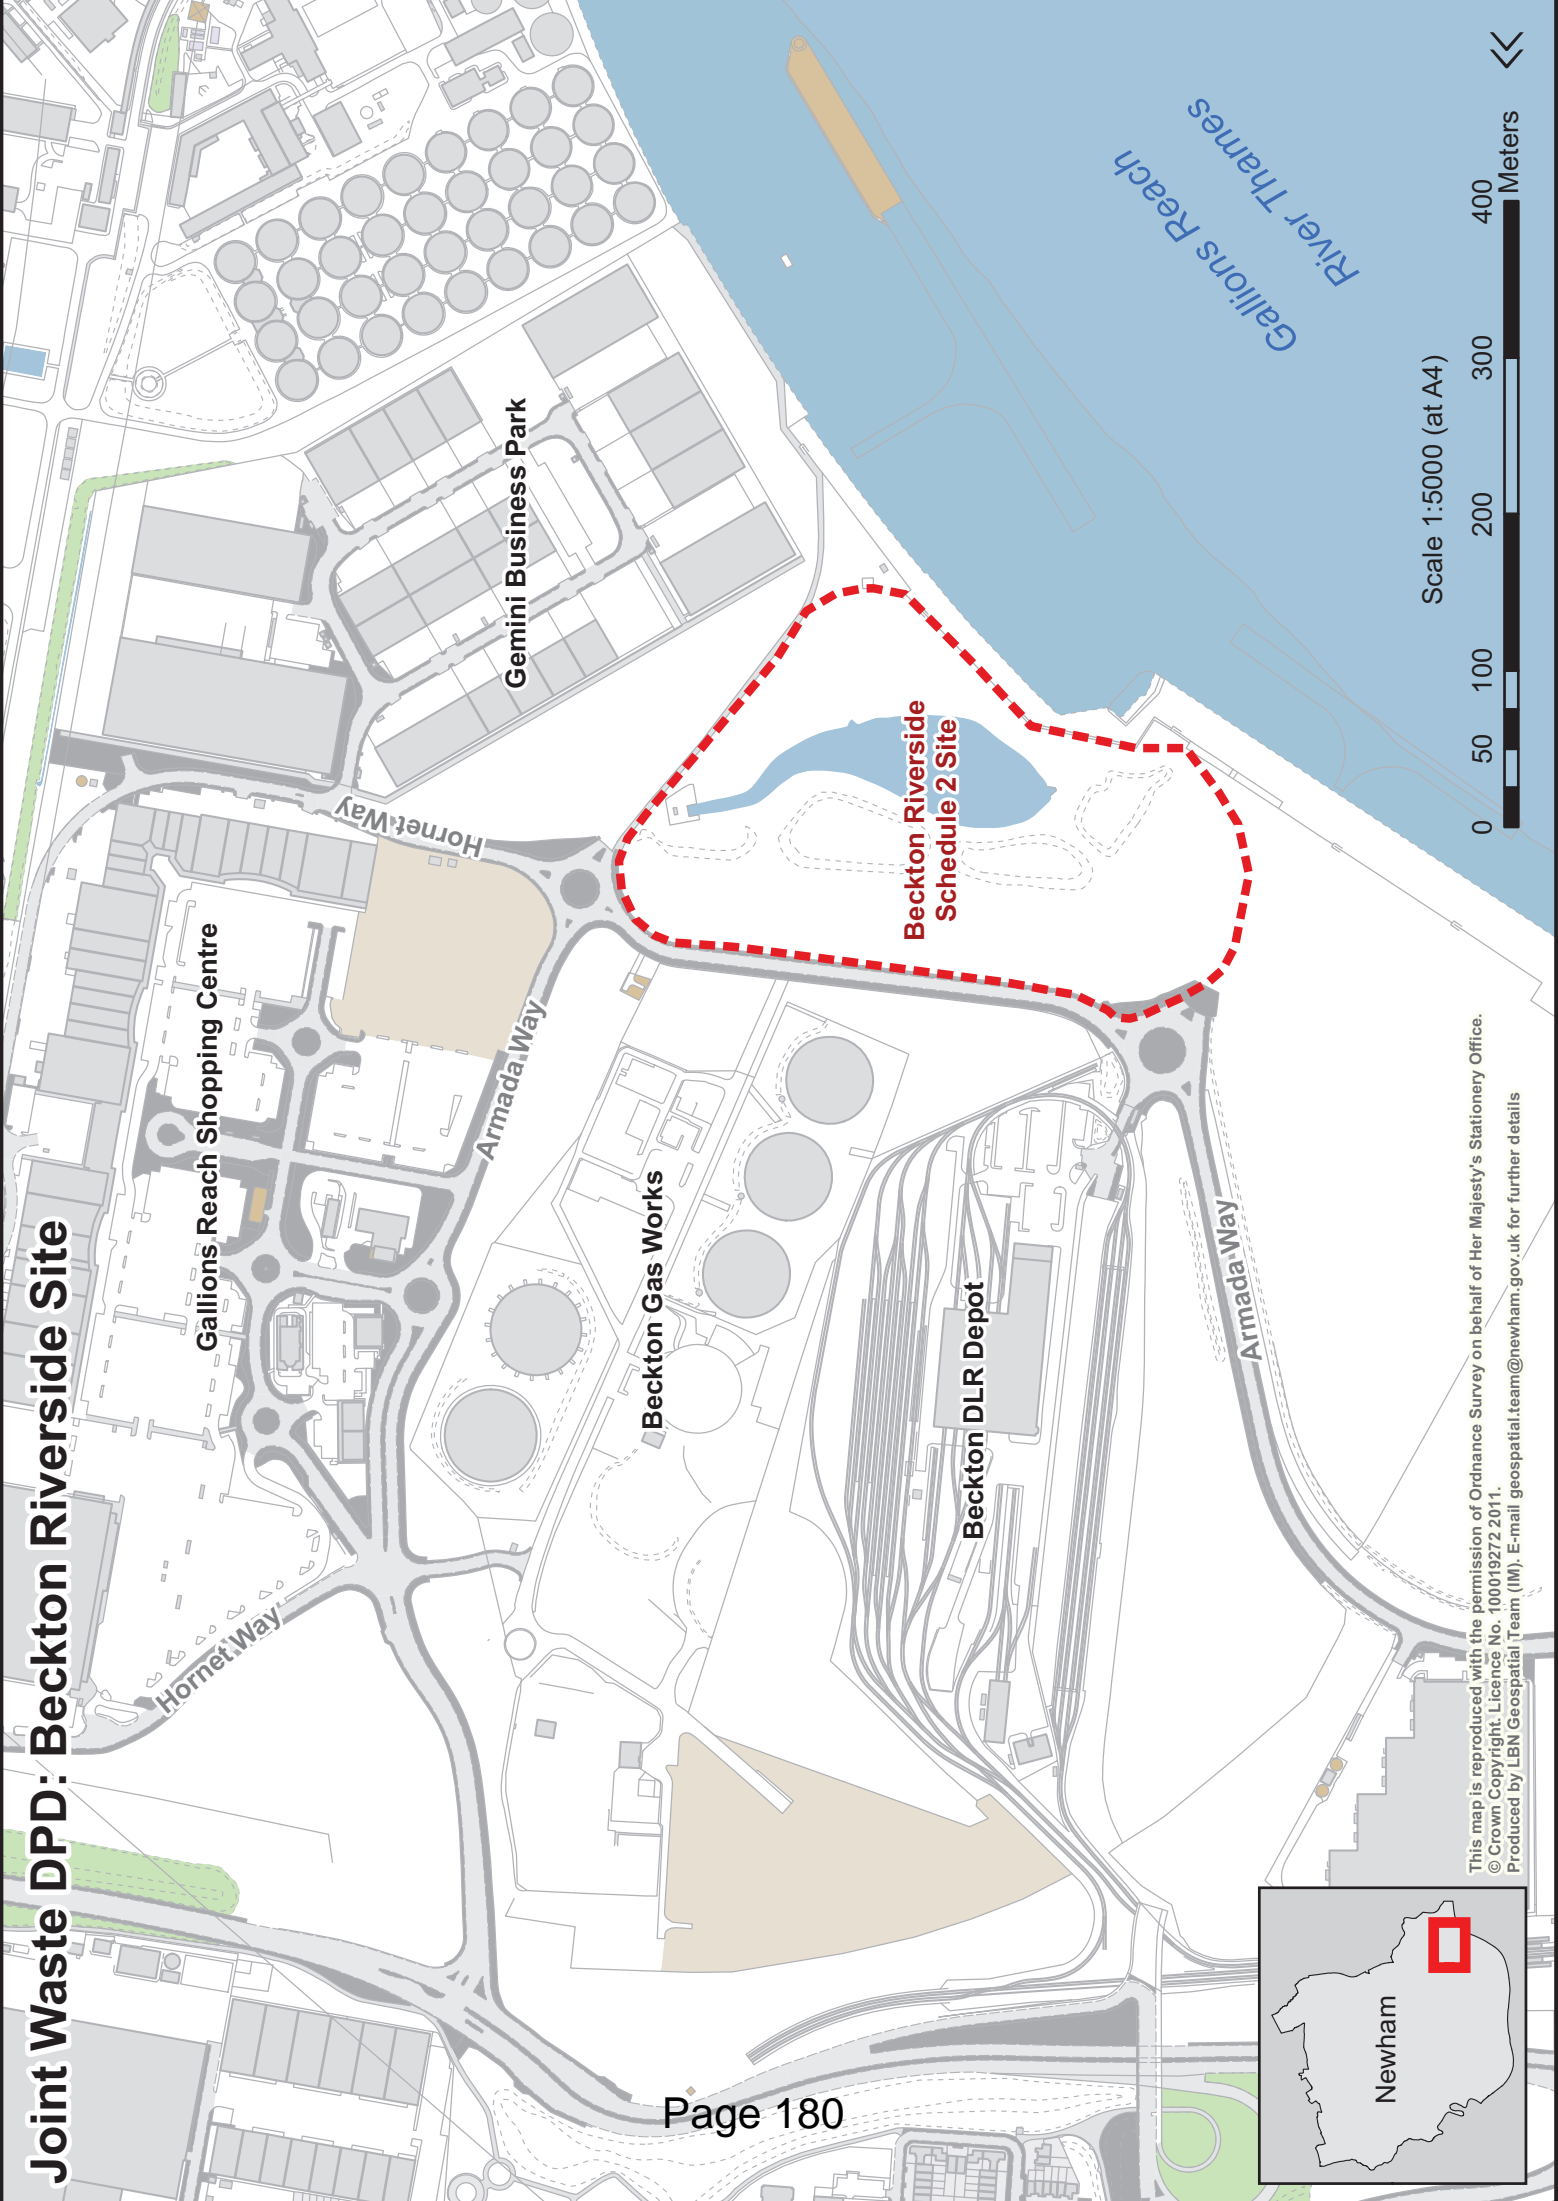 Joint Waste DPD: Beckton Riverside Site
Gallions Reach Shopping Centre
Hornet Way
Hornet Way
Armada Way
Gemini Business Park
Beckton Gas Works
Beckton Riverside
Schedule 2 Site
Beckton DLR Depot
Armada Way
Gallions Reach
River Thames
Scale 1:5000 (at A4)
0 50 100 200 300 400
Meters
Newham
This map is reproduced with the permission of Ordnance Survey on behalf of Her Majesty's Stationery Office.
© Crown Copyright. Licence No. 100019272 2011.
Produced by LBN Geospatial Team (IM). E-mail geospatial.team@newham.gov.uk for further details
Page 180